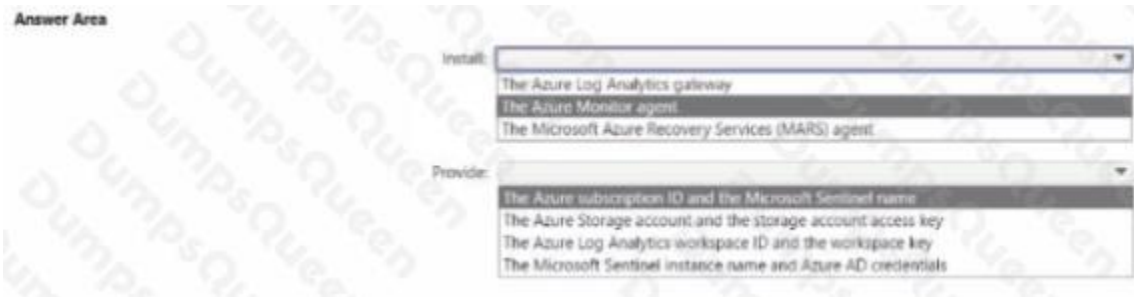 Answer Area
Install:
The Azure Log Analytics gateway
The Azure Monitor agent
The Microsoft Azure Recovery Services (MARS) agent
Provide:
The Azure subscription ID and the Microsoft Sentinel name
The Azure Storage account and the storage account access key
The Azure Log Analytics workspace ID and the workspace key
The Microsoft Sentinel instance name and Azure AD credentials
DumpsQueen